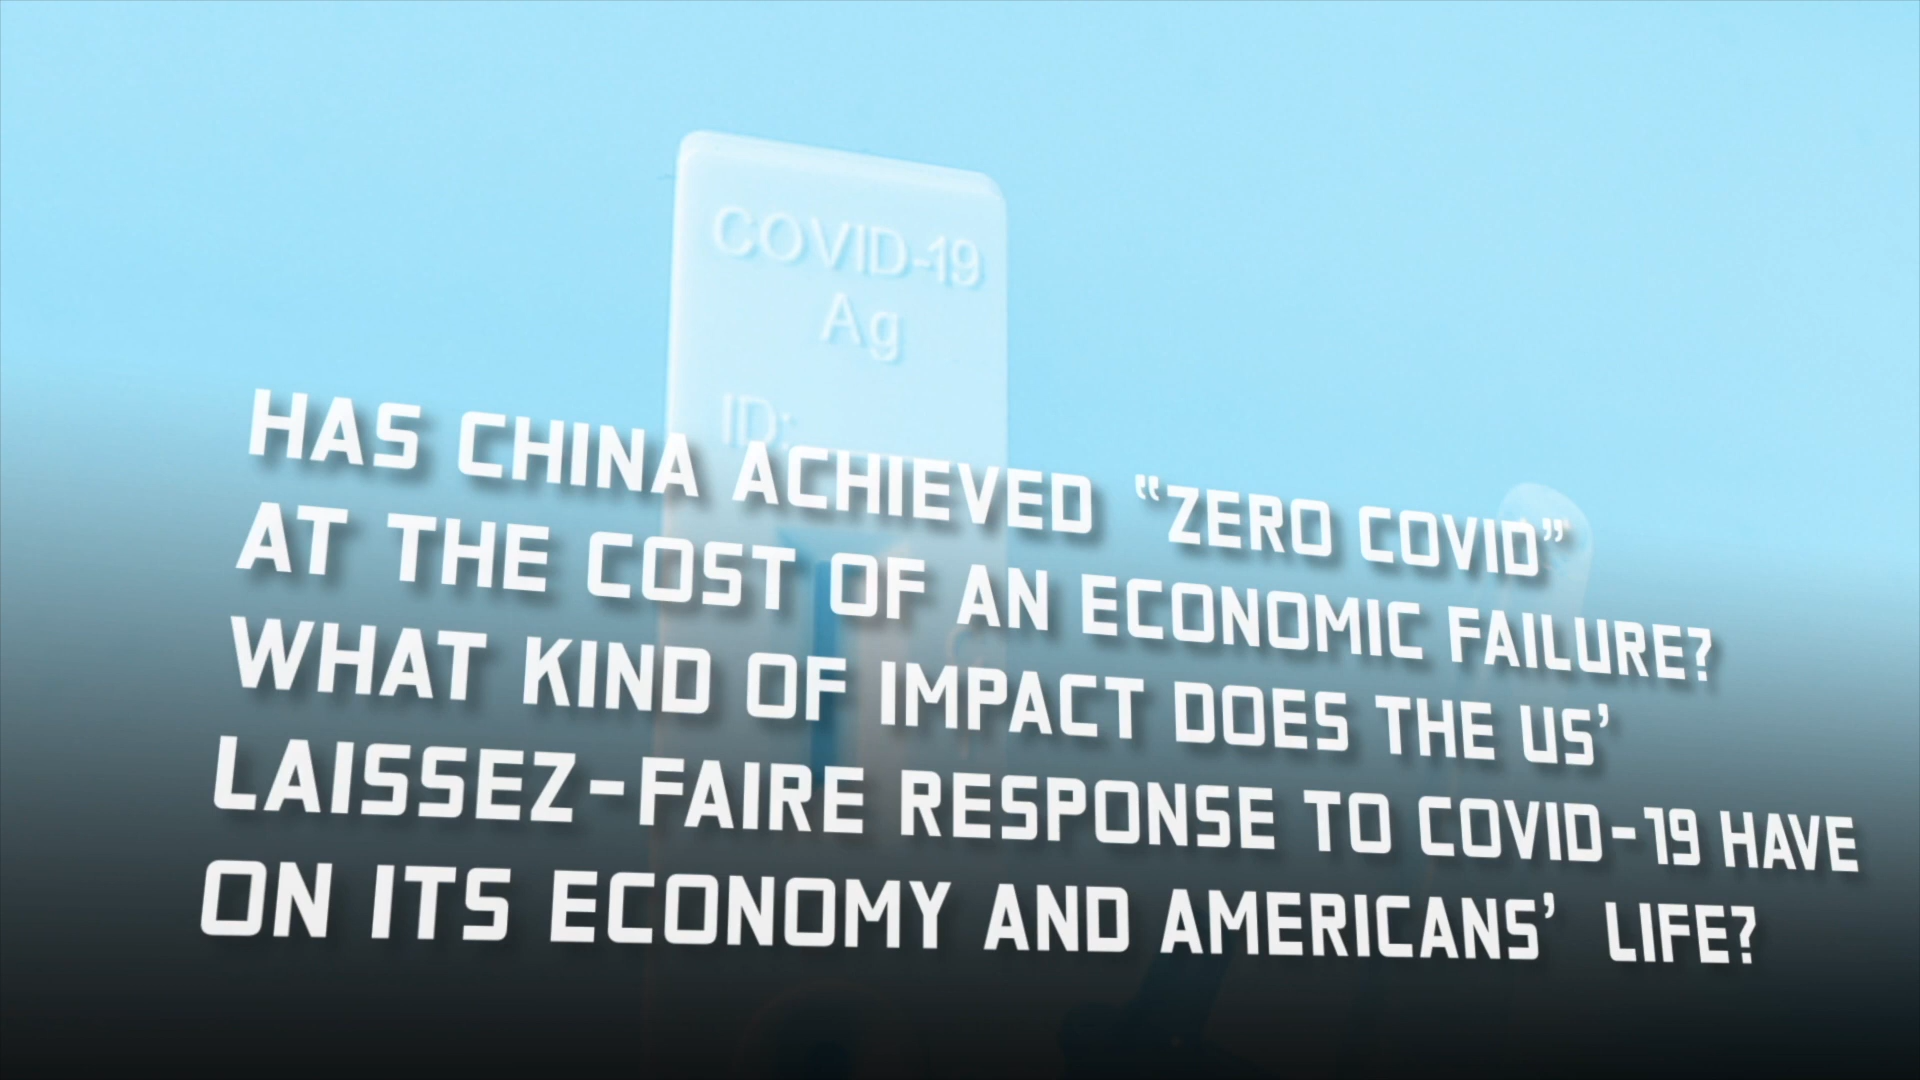 COVID-19
Ag
ID:
HAS CHINA ACHIEVED “ZERO COVID”
AT THE COST OF AN ECONOMIC FAILURE?
WHAT KIND OF IMPACT DOES THE US’
LAISSEZ-FAIRE RESPONSE TO COVID-19 HAVE
ON ITS ECONOMY AND AMERICANS’ LIFE?